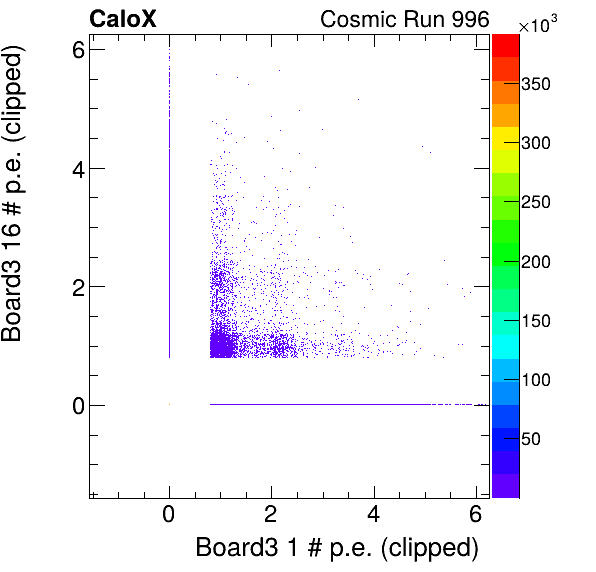 CaloX Cosmic Run 996 ×10³
Board3 16 # p.e. (clipped)
6
4
2
0
0 2 4 6
Board3 1 # p.e. (clipped)
350
300
250
200
150
100
50